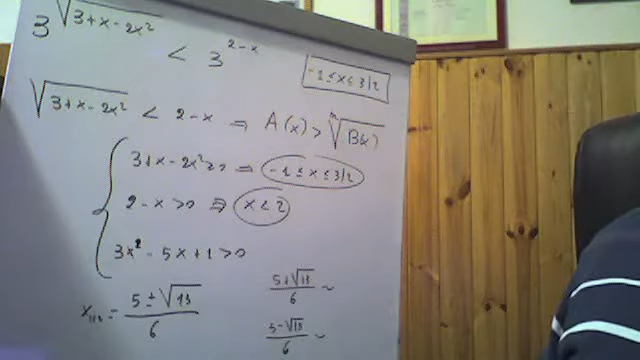 3^√(3+x-2x²) < 3^(2-x)
-1 ≤ x ≤ 3/2
√(3+x-2x²) < 2-x ⇒ A(x) > ⁿ√B(x)
3+x-2x² ≥ 0 ⇒ -1 ≤ x ≤ 3/2
2-x > 0 ⇒ x < 2
3x² - 5x + 1 > 0
x₁,₂ = (5 ± √13)/6
(5+√13)/6 ~
(5-√13)/6 ~